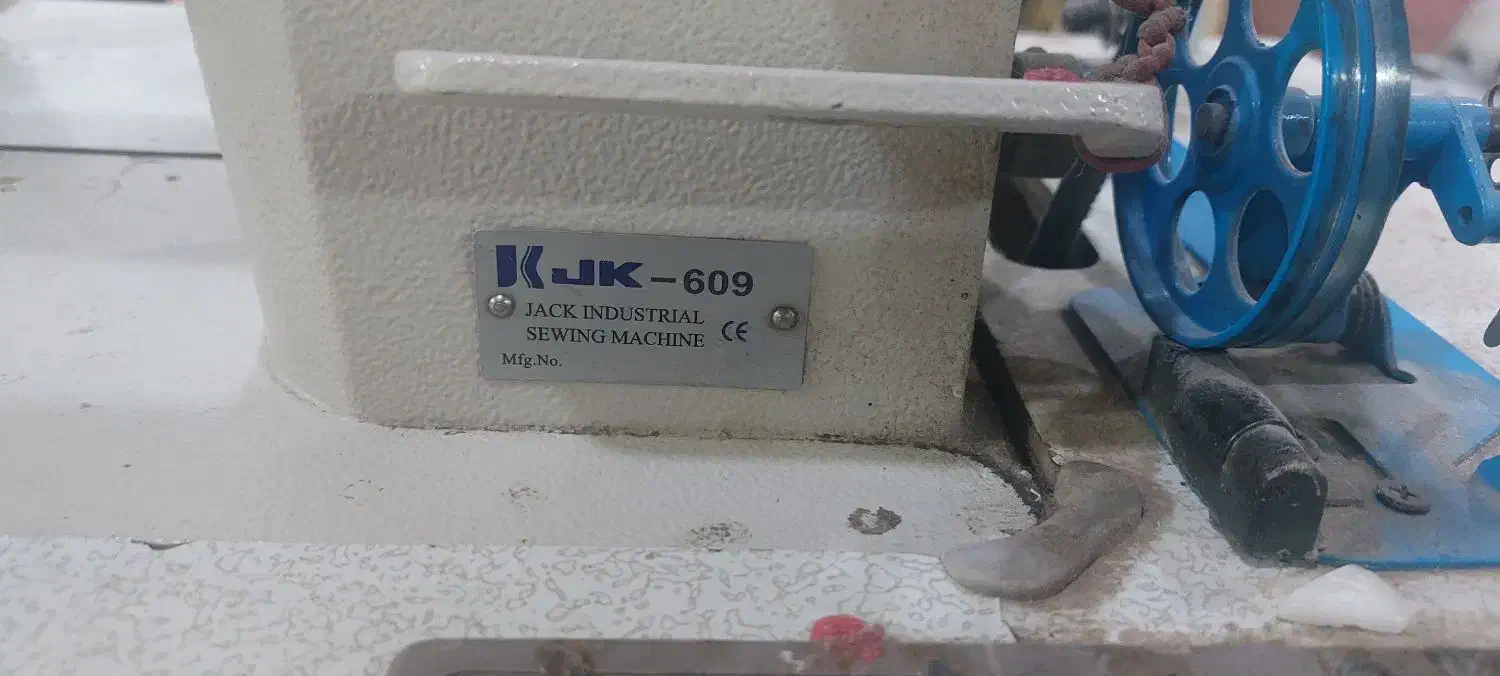 JK-609
JACK INDUSTRIAL
SEWING MACHINE CE
Mfg.No.